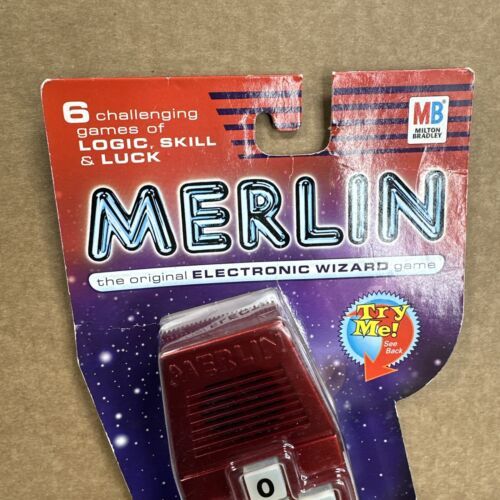 6 challenging
games of
LOGIC, SKILL
& LUCK
MB
MILTON
BRADLEY
MERLIN
the original ELECTRONIC WIZARD game
Try
Me!
See
Back
MERLIN
0